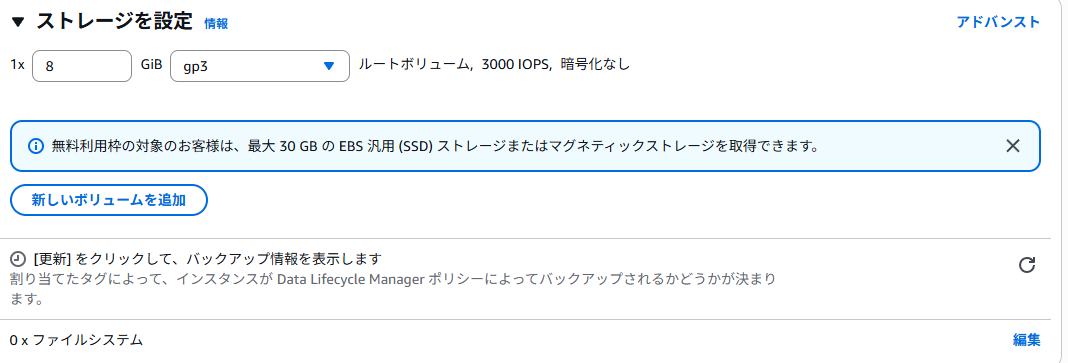 ストレージを設定 情報 アドバンスト
1x 8 GiB gp3 ルートボリューム, 3000 IOPS, 暗号化なし
無料利用枠の対象のお客様は、最大 30 GB の EBS 汎用 (SSD) ストレージまたはマグネティックストレージを取得できます。
新しいボリュームを追加
[更新] をクリックして、バックアップ情報を表示します
割り当てたタグによって、インスタンスが Data Lifecycle Manager ポリシーによってバックアップされるかどうかが決まり
ます。
0 x ファイルシステム 編集